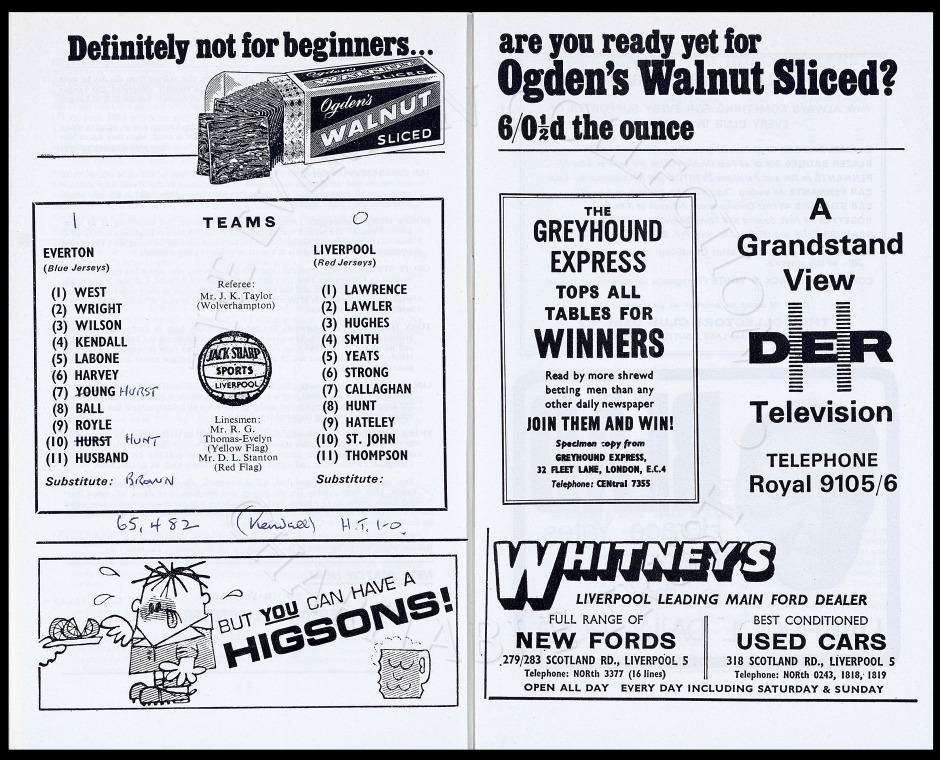 Definitely not for beginners...
Ogden's
WALNUT
SLICED
1 TEAMS 0
EVERTON
(Blue Jerseys)
(1) WEST
(2) WRIGHT
(3) WILSON
(4) KENDALL
(5) LABONE
(6) HARVEY
(7) YOUNG HURST
(8) BALL
(9) ROYLE
(10) HURST HUNT
(11) HUSBAND
Substitute: BROWN
Referee:
Mr. J. K. Taylor
(Wolverhampton)
JACK SHARP
SPORTS
LIVERPOOL
Linesmen:
Mr. R. G.
Thomas-Evelyn
(Yellow Flag)
Mr. D. L. Stanton
(Red Flag)
LIVERPOOL
(Red Jerseys)
(1) LAWRENCE
(2) LAWLER
(3) HUGHES
(4) SMITH
(5) YEATS
(6) STRONG
(7) CALLAGHAN
(8) HUNT
(9) HATELEY
(10) ST. JOHN
(11) THOMPSON
Substitute:
65,482 (Kendall) H.T. 1-0
BUT YOU CAN HAVE A
HIGSONS!
are you ready yet for
Ogden's Walnut Sliced?
6/0½d the ounce
THE
GREYHOUND
EXPRESS
TOPS ALL
TABLES FOR
WINNERS
Read by more shrewd
betting men than any
other daily newspaper
JOIN THEM AND WIN!
Specimen copy from
GREYHOUND EXPRESS,
32 FLEET LANE, LONDON, E.C.4
Telephone: CENtral 7355
A
Grandstand
View
DER
Television
TELEPHONE
Royal 9105/6
WHITNEY'S
LIVERPOOL LEADING MAIN FORD DEALER
FULL RANGE OF
NEW FORDS
279/283 SCOTLAND RD., LIVERPOOL 5
Telephone: NORth 3377 (16 lines)
BEST CONDITIONED
USED CARS
318 SCOTLAND RD., LIVERPOOL 5
Telephone: NORth 0243, 1818, 1819
OPEN ALL DAY EVERY DAY INCLUDING SATURDAY & SUNDAY